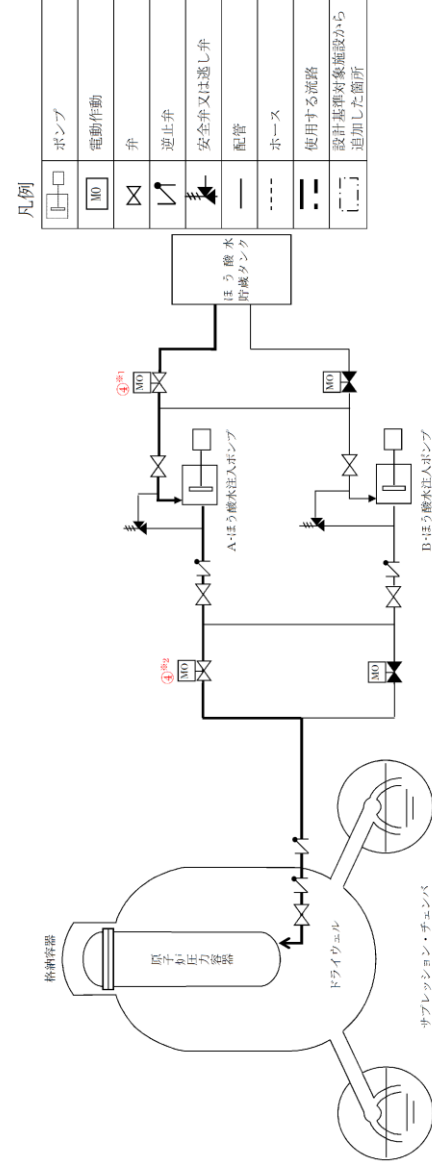 凡例
ポンプ
MO
電動作動
弁
逆止弁
安全弁又は逃し弁
配管
ホース
使用する流路
設計基準対象施設から
追加した箇所
格納容器
原子炉
圧力容器
ドライウェル
サプレッション・チェンバ
④※2
MO
MO
A-ほう酸水注入ポンプ
④※1
MO
MO
B-ほう酸水注入ポンプ
ほう酸水
貯蔵タンク